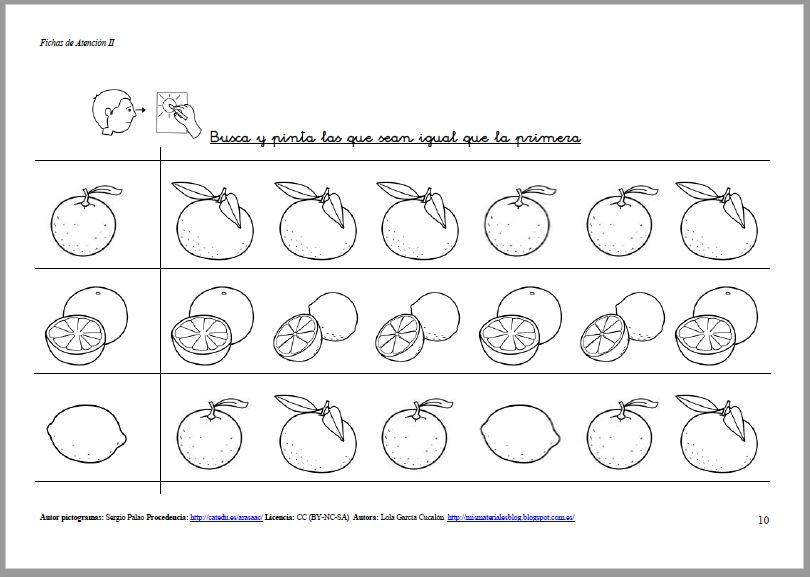 Fichas de Atención II
Busca y pinta las que sean igual que la primera
Autor pictogramas: Sergio Palao Procedencia: http://catedu.es/arasaac/ Licencia: CC (BY-NC-SA) Autora: Lola García Cucalón http://mismaterialesblog.blogspot.com.es/
10